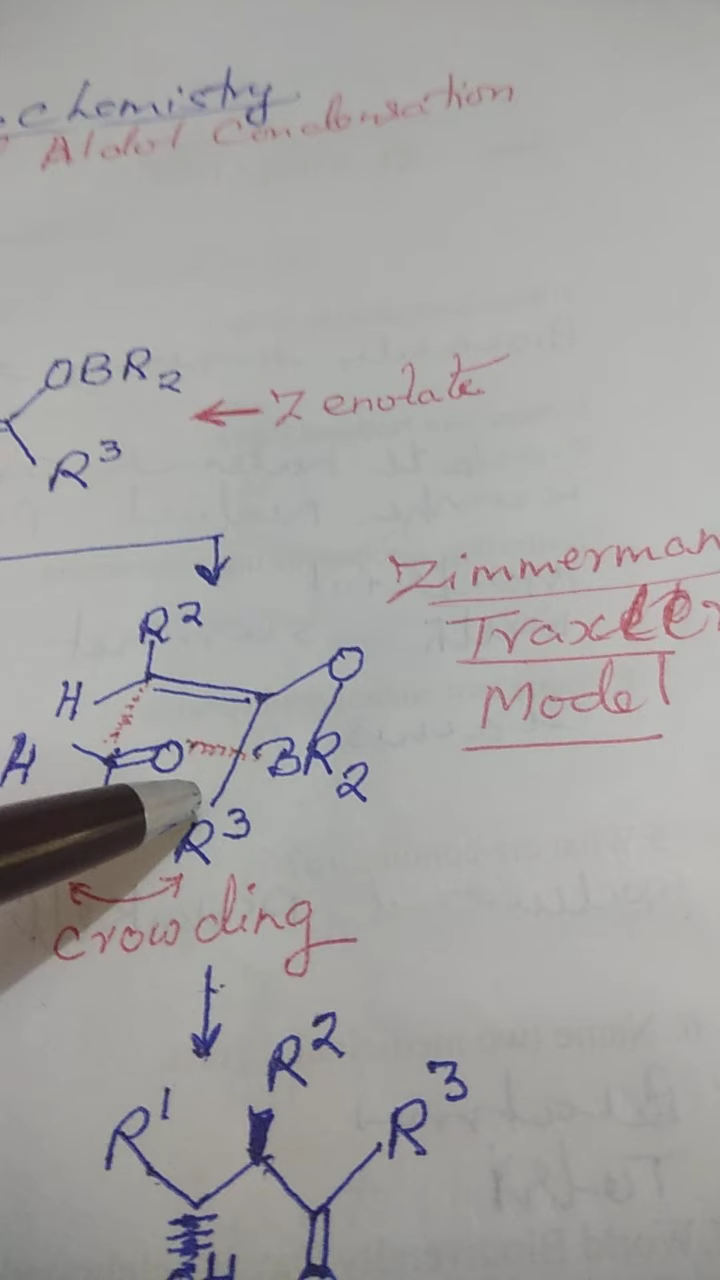 chemistry
Aldol Condensation
OBR2
← Z enolate
R3
Zimmerman
Traxler
Model
R2
O
H
H
O
BR2
R3
crowding
R2
R1
R3